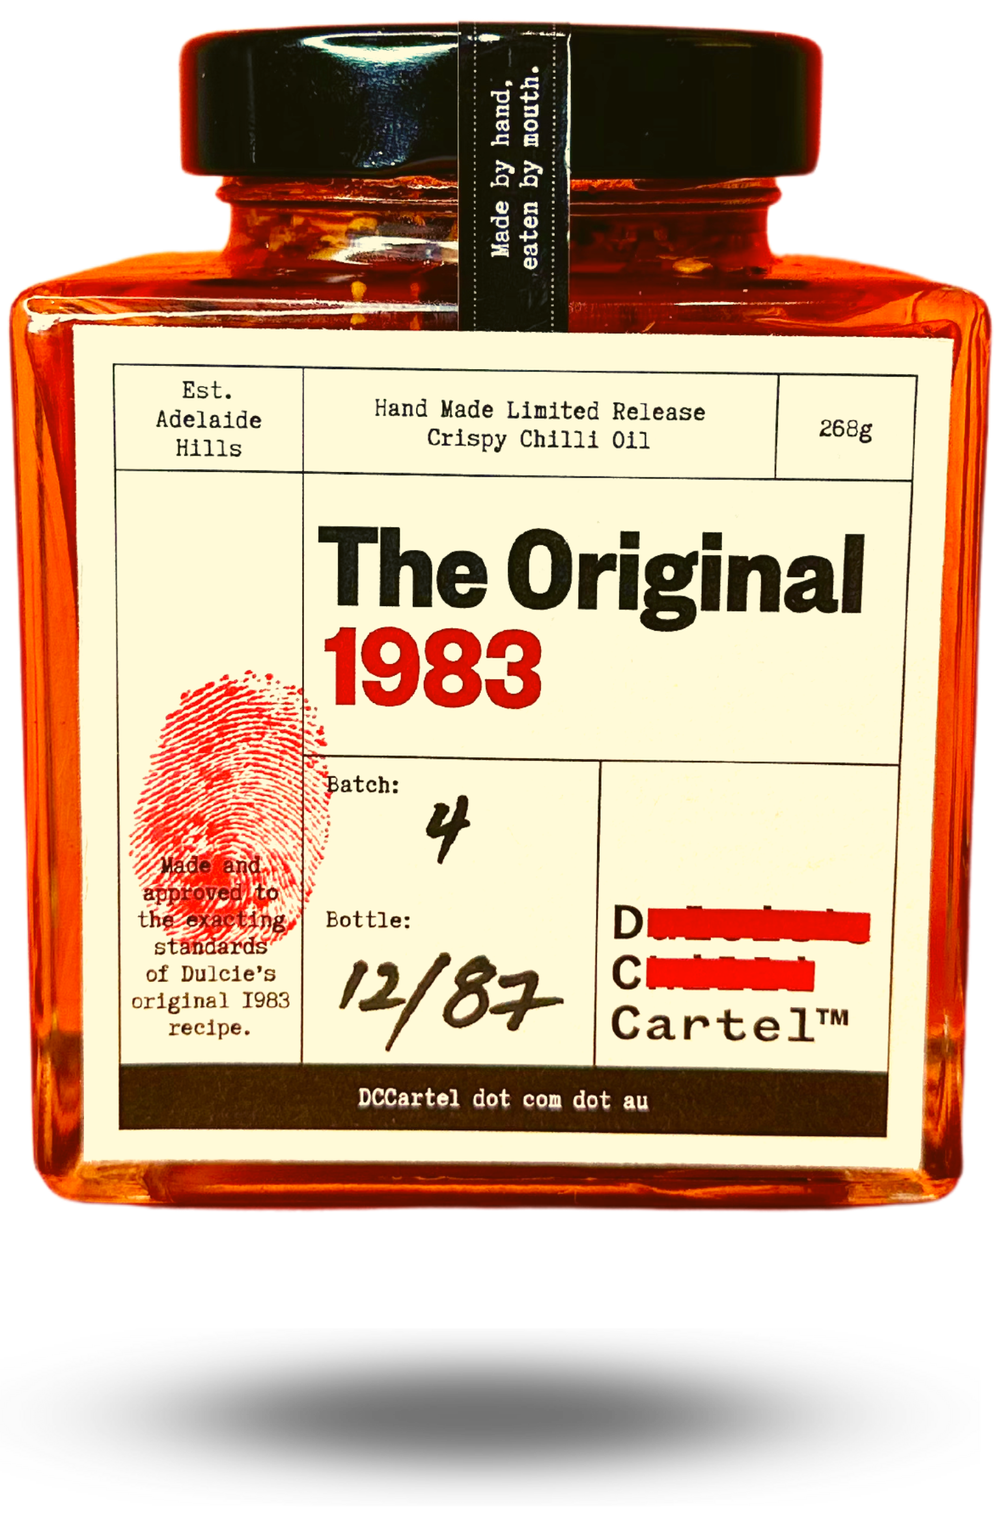 Made by hand,
eaten by mouth.
Est.
Adelaide
Hills
Hand Made Limited Release
Crispy Chilli Oil
268g
The Original
1983
Batch:
4
Bottle:
12/87
Made and
approved to
the exacting
standards
of Dulcie's
original 1983
recipe.
D
C
Cartel™
DCCartel dot com dot au